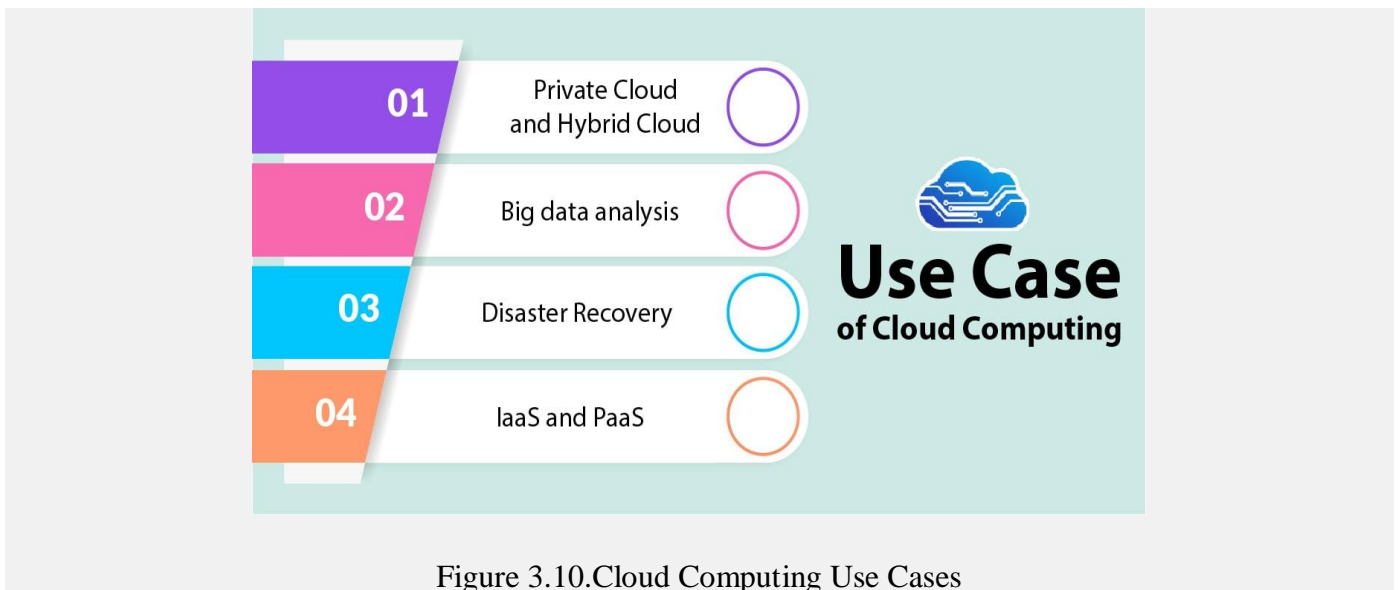 01
Private Cloud
and Hybrid Cloud
02
Big data analysis
03
Disaster Recovery
04
IaaS and PaaS
Use Case
of Cloud Computing
Figure 3.10.Cloud Computing Use Cases